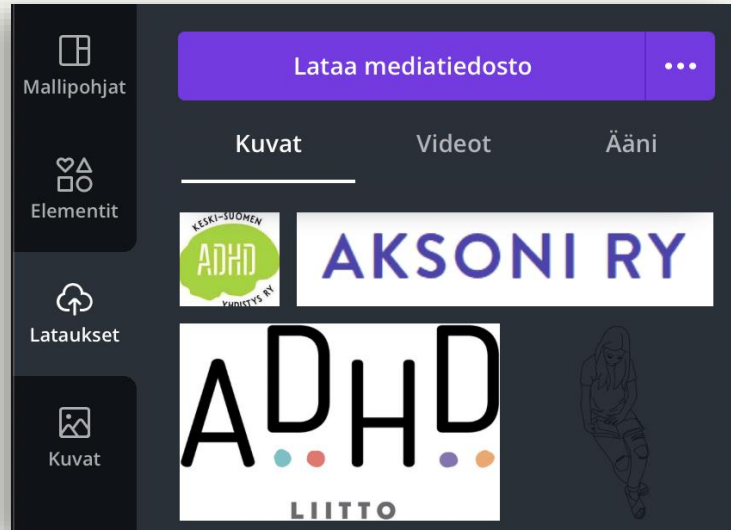 Mallipohjat
Elementit
Lataukset
Kuvat
Lataa mediatiedosto
Kuvat Videot Ääni
KESKI-SUOMEN
ADHD
YHDISTYS RY
AKSONI RY
ADHD
LIITTO